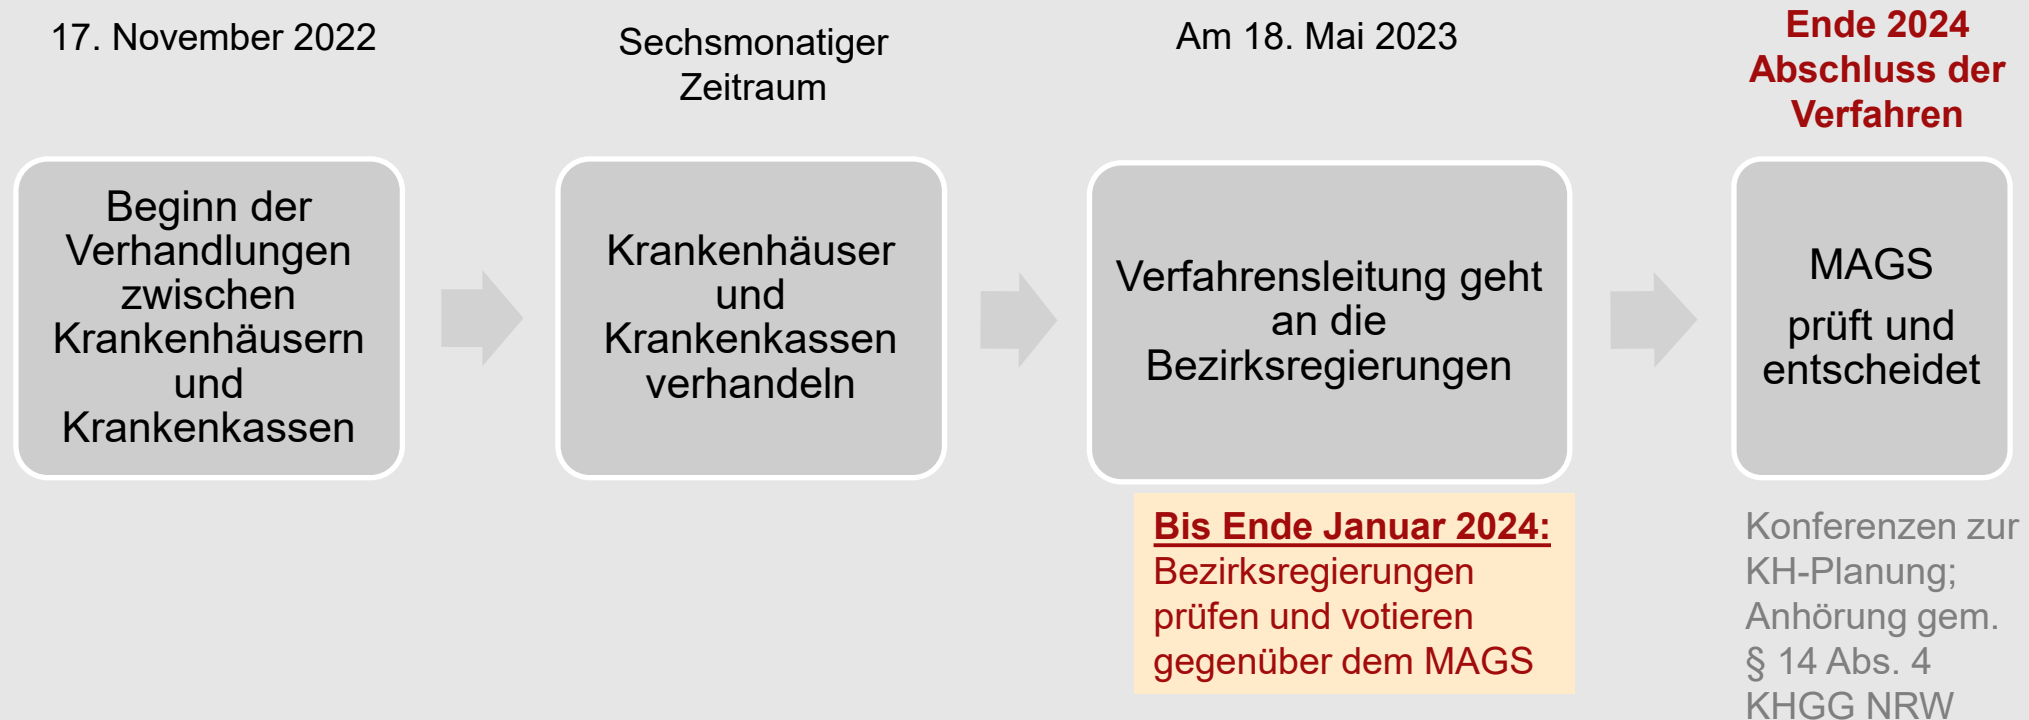 17. November 2022
Beginn der
Verhandlungen
zwischen
Krankenhäusern
und
Krankenkassen
Sechsmonatiger
Zeitraum
Krankenhäuser
und
Krankenkassen
verhandeln
Am 18. Mai 2023
Verfahrensleitung geht
an die
Bezirksregierungen
Bis Ende Januar 2024:
Bezirksregierungen
prüfen und votieren
gegenüber dem MAGS
Ende 2024
Abschluss der
Verfahren
MAGS
prüft und
entscheidet
Konferenzen zur
KH-Planung;
Anhörung gem.
§ 14 Abs. 4
KHGG NRW